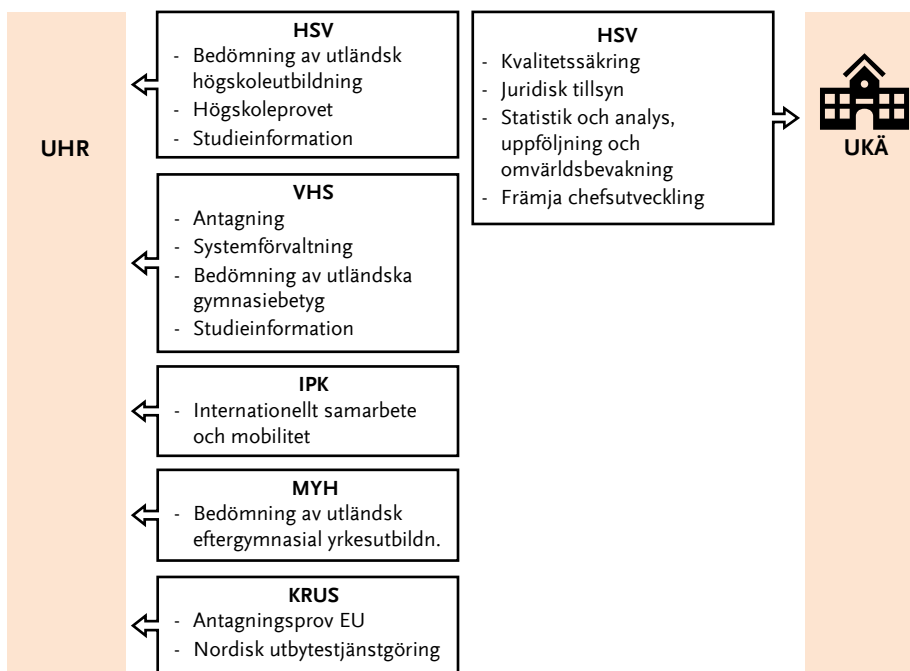 UHR
HSV
- Bedömning av utländsk
högskoleutbildning
- Högskoleprovet
- Studieinformation
VHS
- Antagning
- Systemförvaltning
- Bedömning av utländska
gymnasiebetyg
- Studieinformation
IPK
- Internationellt samarbete
och mobilitet
MYH
- Bedömning av utländsk
eftergymnasial yrkesutbildn.
KRUS
- Antagningsprov EU
- Nordisk utbytestjänstgöring
HSV
- Kvalitetssäkring
- Juridisk tillsyn
- Statistik och analys,
uppföljning och
omvärldsbevakning
- Främja chefsutveckling
UKÄ